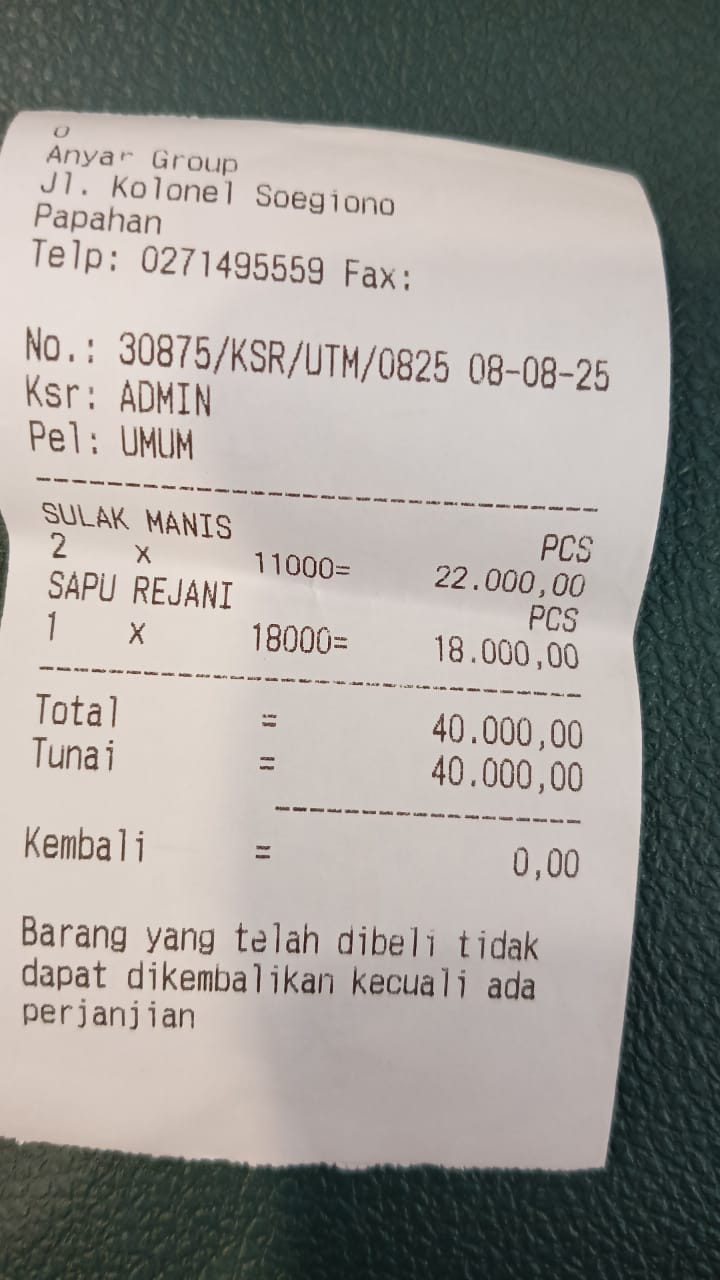 Anyar Group
Jl. Kolonel Soegiono
Papahan
Telp: 0271495559 Fax:
No.: 30875/KSR/UTM/0825 08-08-25
Ksr: ADMIN
Pel: UMUM
SULAK MANIS PCS
2 X 11000= 22.000,00
SAPU REJANI PCS
1 X 18000= 18.000,00
Total = 40.000,00
Tunai = 40.000,00
Kembali = 0,00
Barang yang telah dibeli tidak
dapat dikembalikan kecuali ada
perjanjian